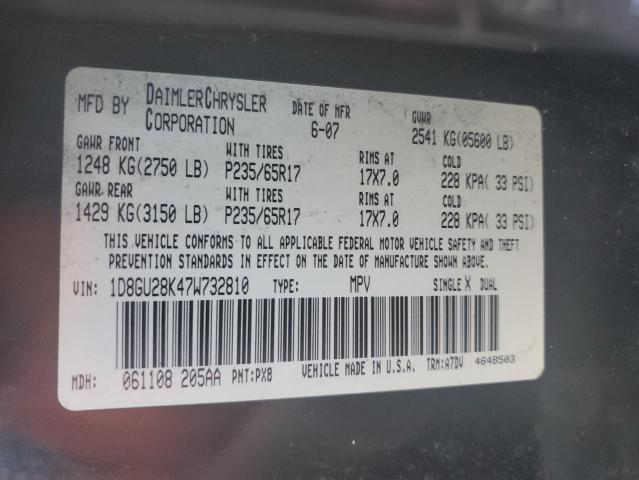 MFD BY DAIMLERCHRYSLER CORPORATION DATE OF MFR 6-07 GVWR 2541 KG(05600 LB)
GAWR FRONT WITH TIRES RIMS AT COLD
1248 KG(2750 LB) P235/65R17 17X7.0 228 KPA( 33 PSI)
GAWR REAR WITH TIRES RIMS AT COLD
1429 KG(3150 LB) P235/65R17 17X7.0 228 KPA( 33 PSI)
THIS VEHICLE CONFORMS TO ALL APPLICABLE FEDERAL MOTOR VEHICLE SAFETY AND THEFT
PREVENTION STANDARDS IN EFFECT ON THE DATE OF MANUFACTURE SHOWN ABOVE.
VIN: 1D8GU28K47W732810 TYPE: MPV SINGLE X DUAL
MDH: 061108 205AA PNT:PX8 VEHICLE MADE IN U.S.A. TRM:A7DV 4648503